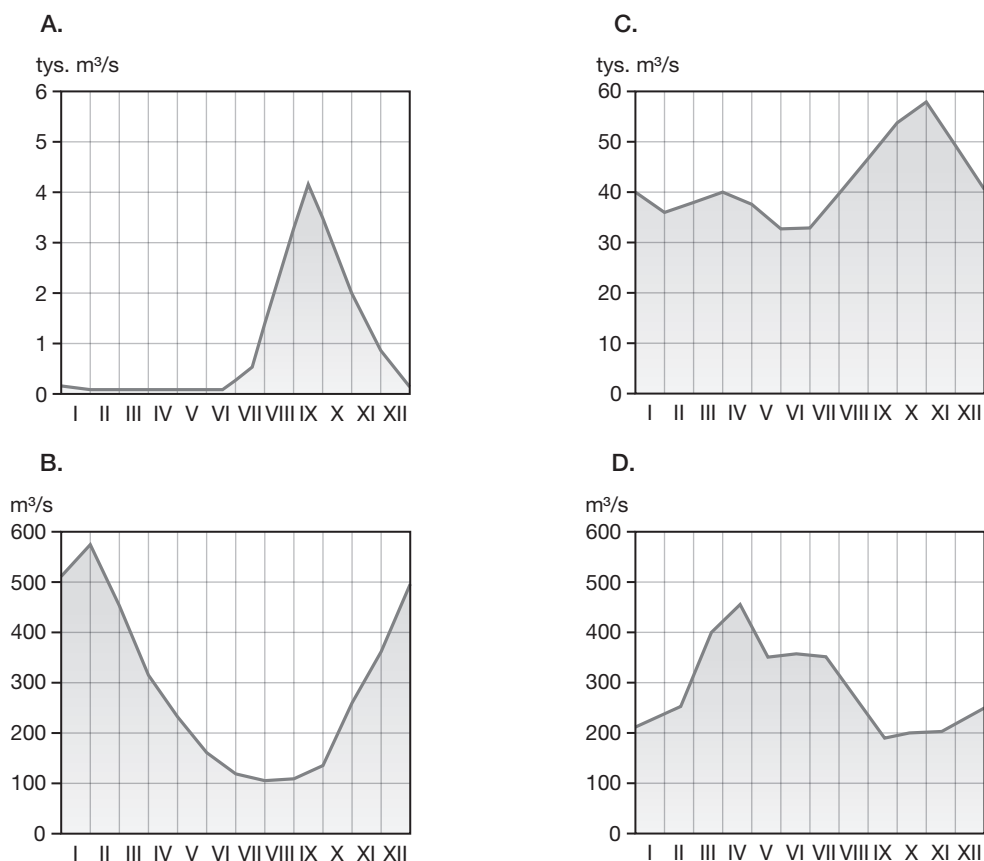 A.
tys. m³/s
6
5
4
3
2
1
0
I II III IV V VI VII VIII IX X XI XII
C.
tys. m³/s
60
50
40
30
20
10
0
I II III IV V VI VII VIII IX X XI XII
B.
m³/s
600
500
400
300
200
100
0
I II III IV V VI VII VIII IX X XI XII
D.
m³/s
600
500
400
300
200
100
0
I II III IV V VI VII VIII IX X XI XII